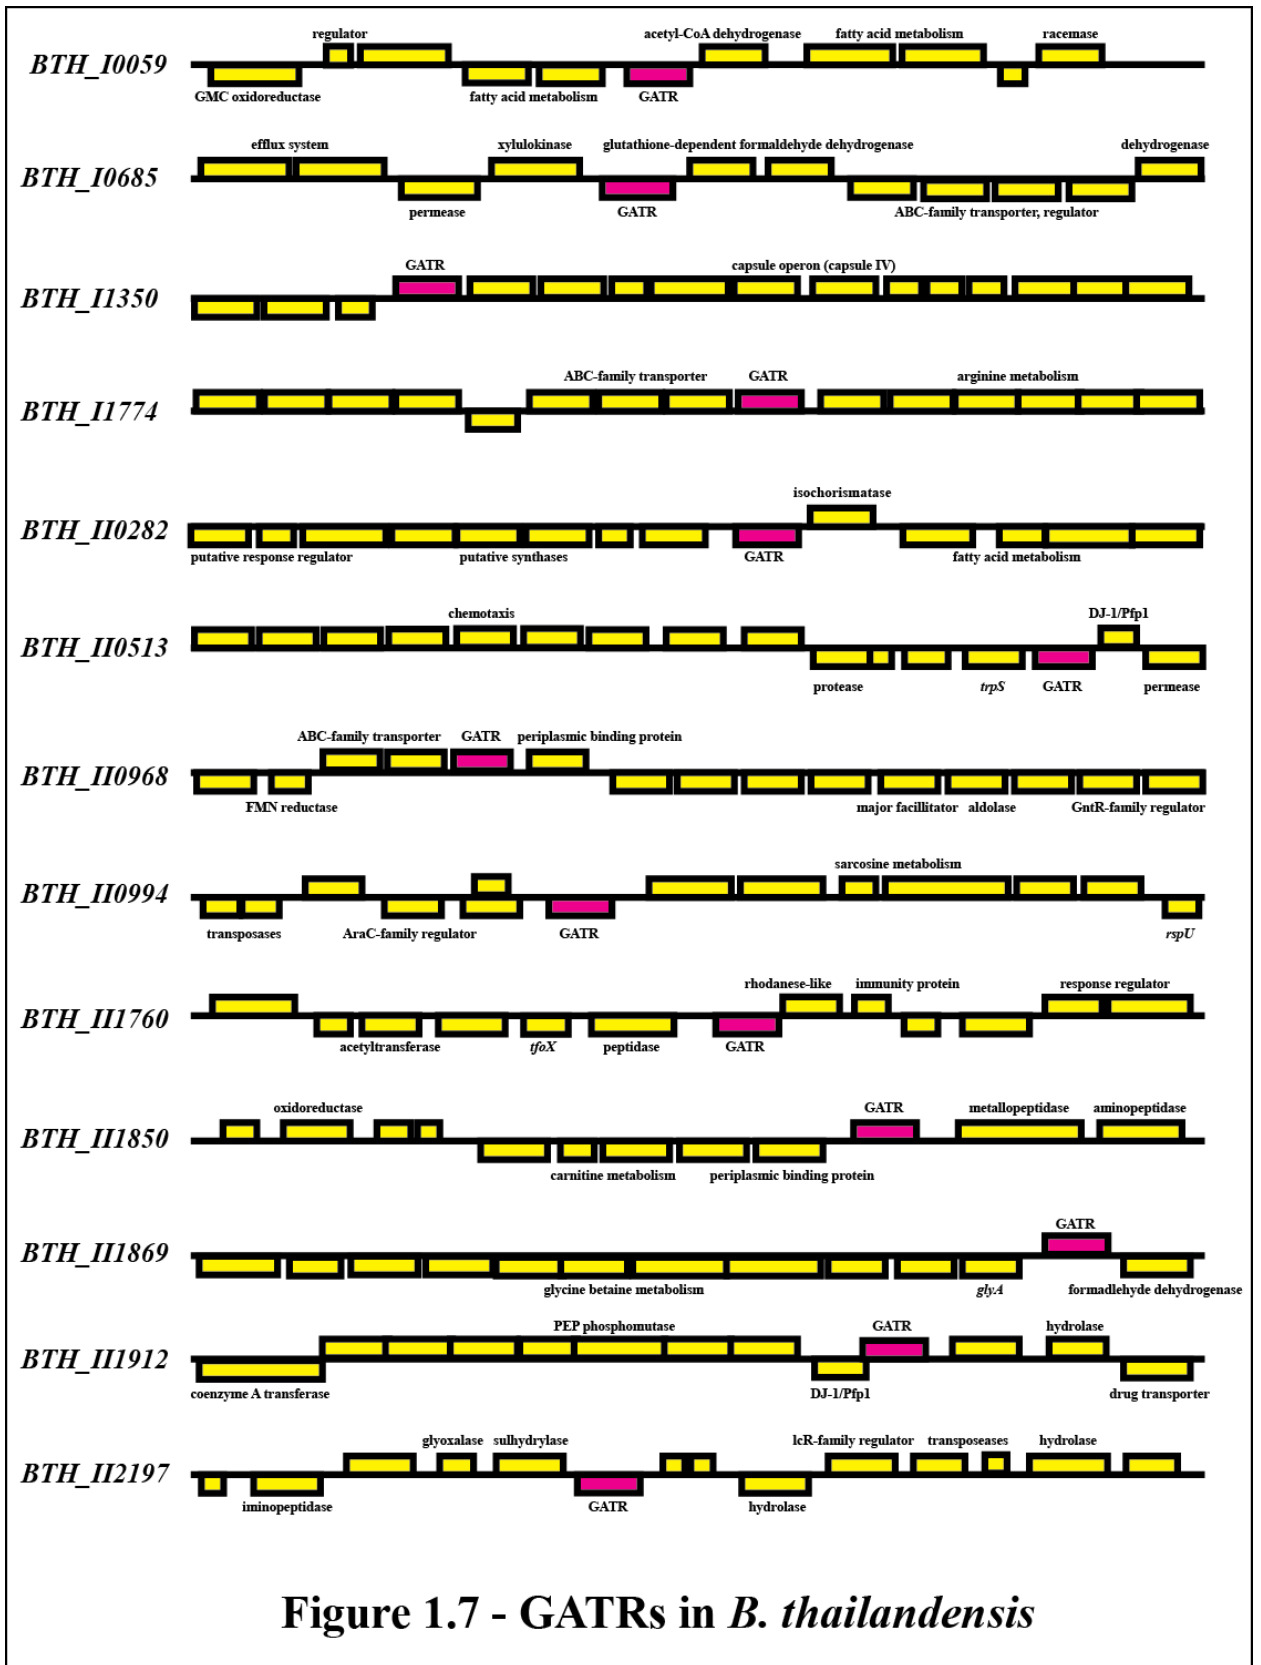 regulator acetyl-CoA dehydrogenase fatty acid metabolism racemase
BTH_I0059
GMC oxidoreductase fatty acid metabolism GATR
efflux system xylulokinase glutathione-dependent formaldehyde dehydrogenase dehydrogenase
BTH_I0685
permease GATR ABC-family transporter, regulator
GATR capsule operon (capsule IV)
BTH_I1350
ABC-family transporter GATR arginine metabolism
BTH_I1774
isochorismatase
BTH_II0282
putative response regulator putative synthases GATR fatty acid metabolism
chemotaxis DJ-1/Pfp1
BTH_II0513
protease trpS GATR permease
ABC-family transporter GATR periplasmic binding protein
BTH_II0968
FMN reductase major facillitator aldolase GntR-family regulator
sarcosine metabolism
BTH_II0994
transposases AraC-family regulator GATR rspU
rhodanese-like immunity protein response regulator
BTH_II1760
acetyltransferase tfoX peptidase GATR
oxidoreductase GATR metallopeptidase aminopeptidase
BTH_II1850
carnitine metabolism periplasmic binding protein
GATR
BTH_II1869
glycine betaine metabolism glyA formadlehyde dehydrogenase
PEP phosphomutase GATR hydrolase
BTH_II1912
coenzyme A transferase DJ-1/Pfp1 drug transporter
glyoxalase sulhydrylase lcR-family regulator transposeases hydrolase
BTH_II2197
iminopeptidase GATR hydrolase
Figure 1.7 - GATRs in B. thailandensis